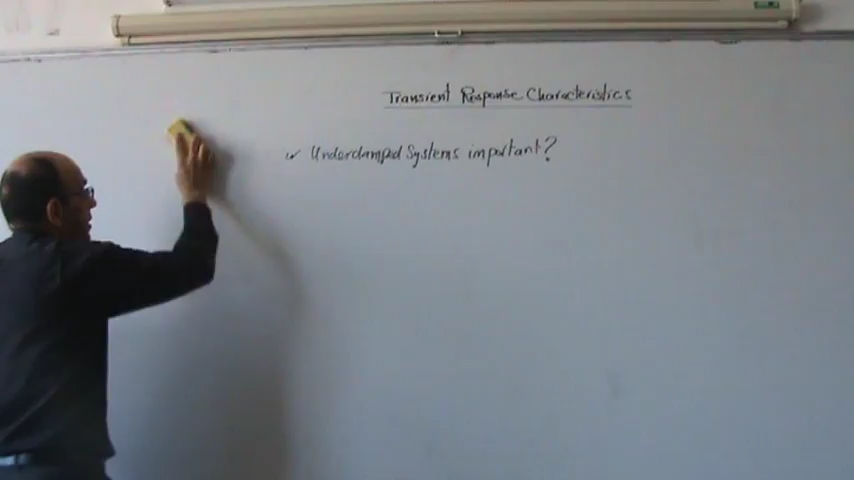 Transient Response Characteristics
✓ Underdamped Systems important?